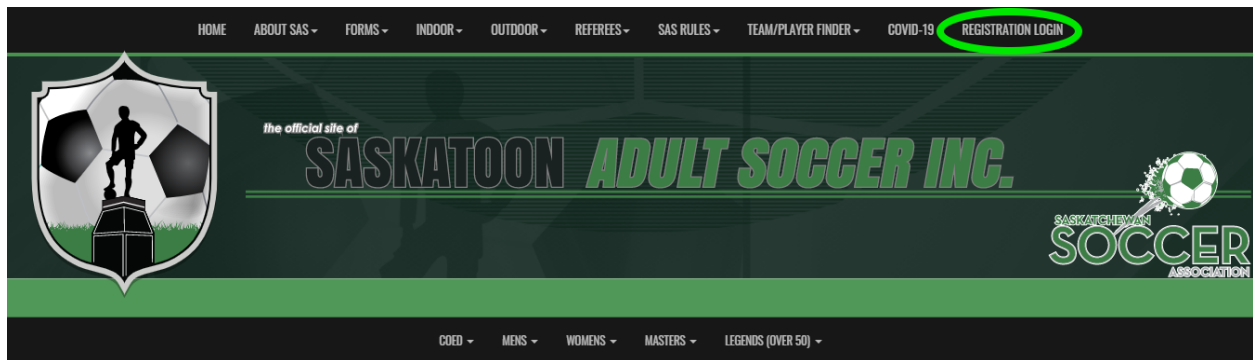 HOME ABOUT SAS FORMS INDOOR OUTDOOR REFEREES SAS RULES TEAM/PLAYER FINDER COVID-19 REGISTRATION LOGIN
the official site of
SASKATOON ADULT SOCCER INC.
SASKATCHEWAN
SOCCER
ASSOCIATION
COED MENS WOMENS MASTERS LEGENDS (OVER 50)